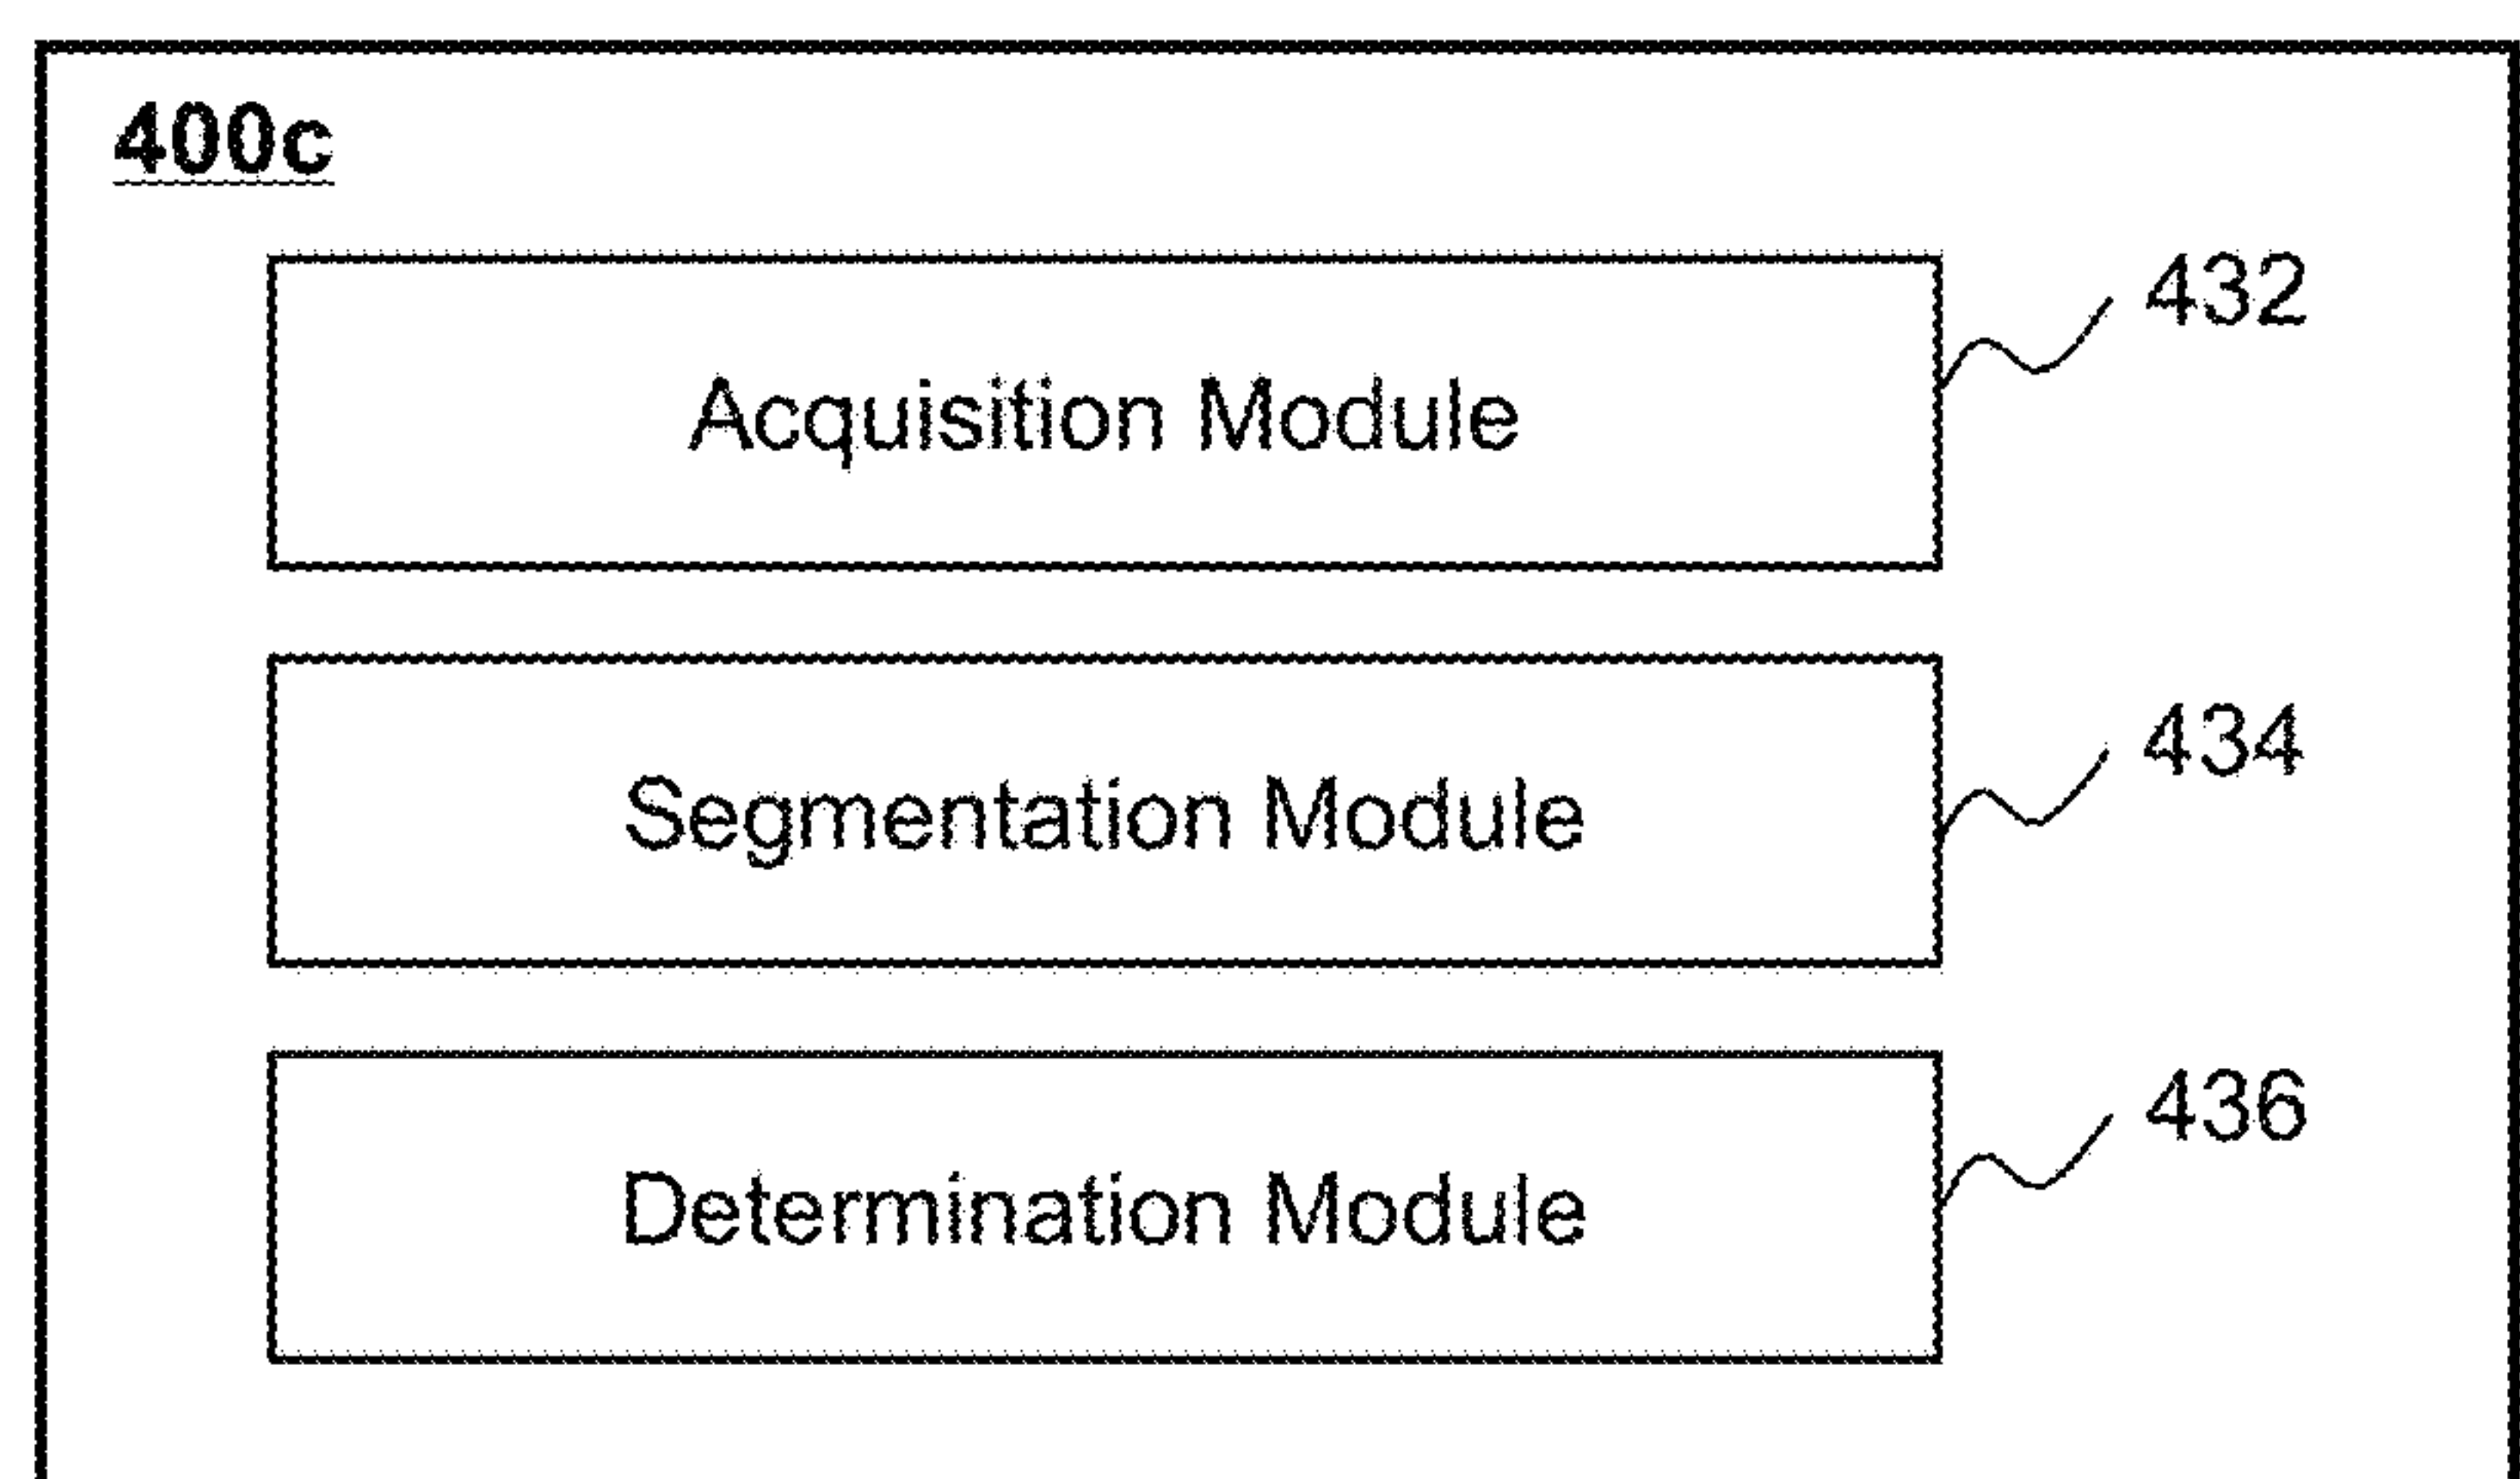 400c
432
Acquisition Module
434
Segmentation Module
436
Determination Module